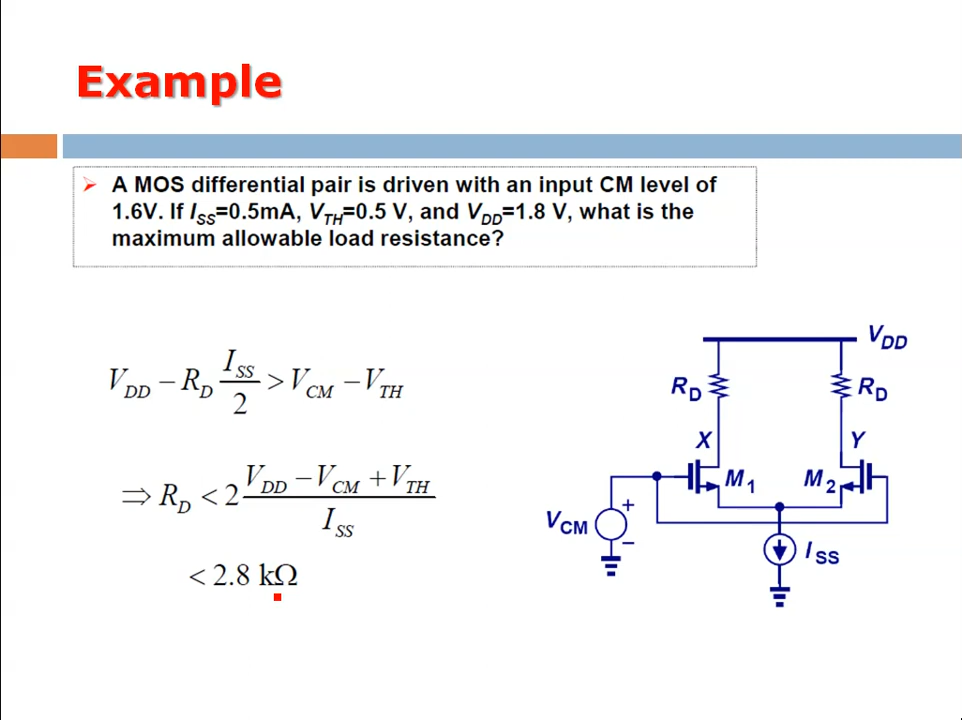 Example
A MOS differential pair is driven with an input CM level of
1.6V. If I_SS=0.5mA, V_TH=0.5 V, and V_DD=1.8 V, what is the
maximum allowable load resistance?
V_DD − R_D I_SS/2 > V_CM − V_TH
⇒ R_D < 2 (V_DD − V_CM + V_TH)/I_SS
< 2.8 kΩ
V_DD
R_D R_D
X Y
M_1 M_2
V_CM + −
I_SS